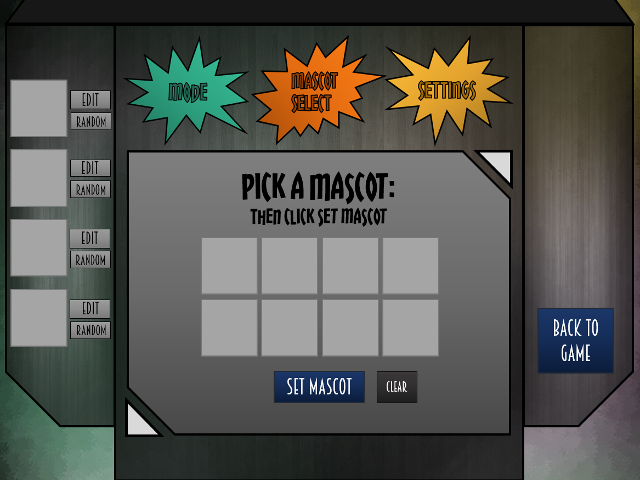 MODE
MASCOT
SELECT
SETTINGS
EDIT
RANDOM
EDIT
RANDOM
EDIT
RANDOM
EDIT
RANDOM
PICK A MASCOT:
THEN CLICK SET MASCOT
SET MASCOT
CLEAR
BACK TO
GAME